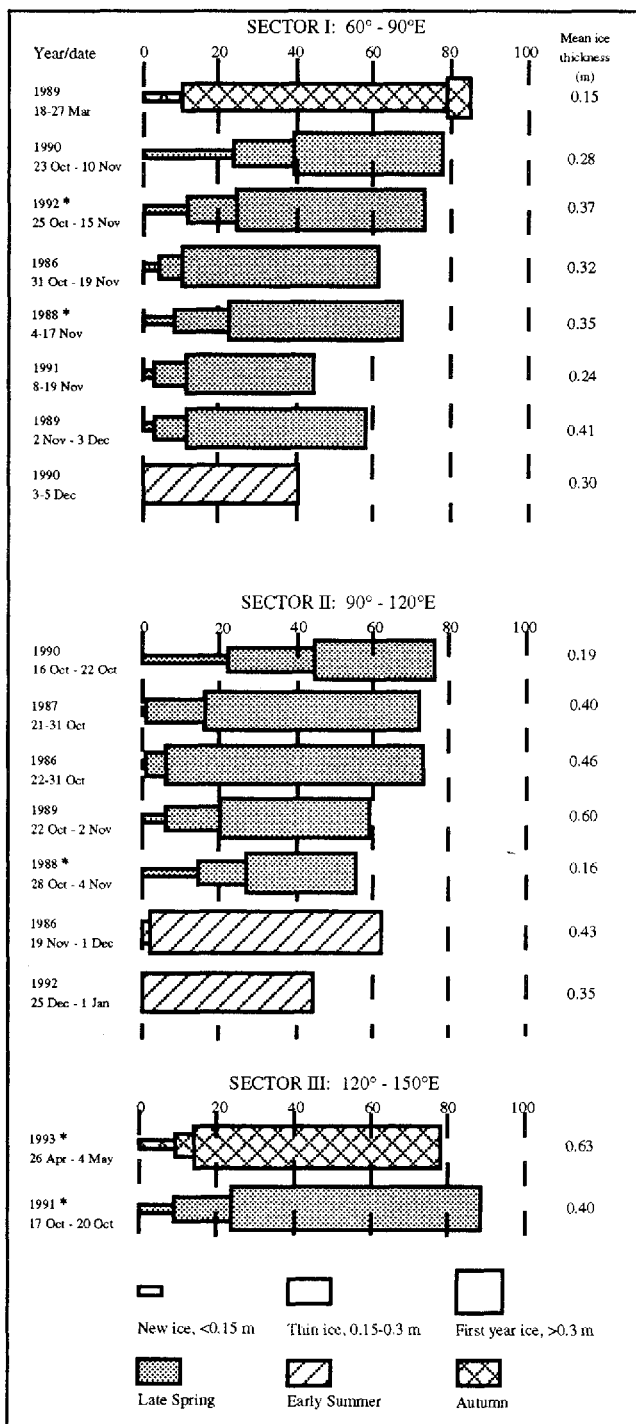 SECTOR I: 60° - 90°E
Year/date
0 20 40 60 80 100
Mean ice
thickness
(m)
1989
18-27 Mar
0.15
1990
23 Oct - 10 Nov
0.28
1992 *
25 Oct - 15 Nov
0.37
1986
31 Oct - 19 Nov
0.32
1988 *
4-17 Nov
0.35
1991
8-19 Nov
0.24
1989
2 Nov - 3 Dec
0.41
1990
3-5 Dec
0.30
SECTOR II: 90° - 120°E
0 20 40 60 80 100
1990
16 Oct - 22 Oct
0.19
1987
21-31 Oct
0.40
1986
22-31 Oct
0.46
1989
22 Oct - 2 Nov
0.60
1988 *
28 Oct - 4 Nov
0.16
1986
19 Nov - 1 Dec
0.43
1992
25 Dec - 1 Jan
0.35
SECTOR III: 120° - 150°E
0 20 40 60 80 100
1993 *
26 Apr - 4 May
0.63
1991 *
17 Oct - 20 Oct
0.40
New ice, <0.15 m
Thin ice, 0.15-0.3 m
First year ice, >0.3 m
Late Spring
Early Summer
Autumn